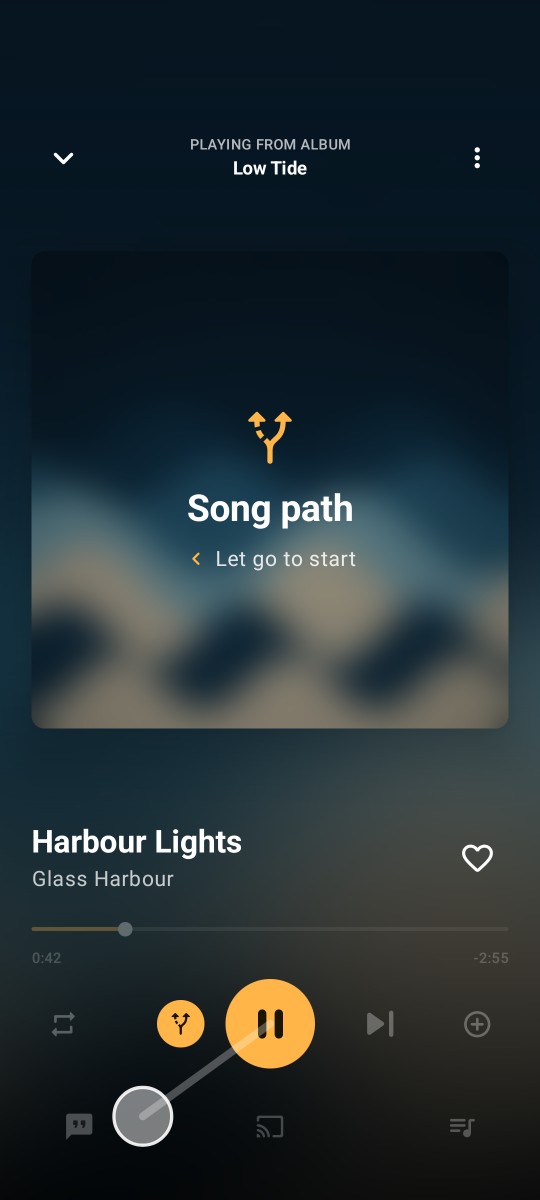 PLAYING FROM ALBUM
Low Tide
Song path
Let go to start
Harbour Lights
Glass Harbour
0:42
-2:55